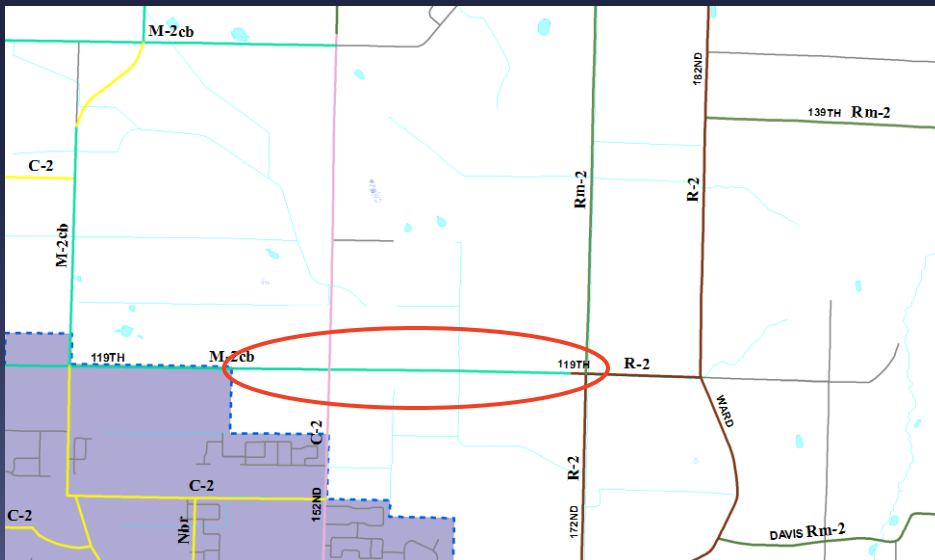 M-2cb
182ND
139TH Rm-2
C-2
Rm-2
R-2
M-2cb
119TH
M-2cb
119TH
R-2
WARD
C-2
R-2
C-2
152ND
172ND
C-2
Nbr
DAVIS Rm-2